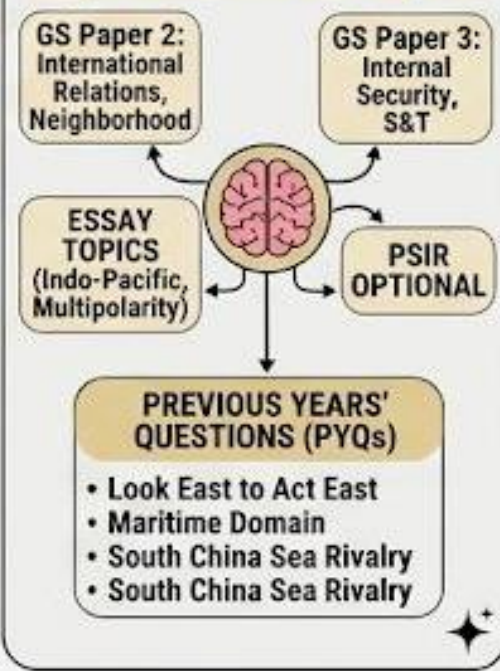 GS Paper 2:
International
Relations,
Neighborhood
GS Paper 3:
Internal
Security,
S&T
ESSAY
TOPICS
(Indo-Pacific,
Multipolarity)
PSIR
OPTIONAL
PREVIOUS YEARS'
QUESTIONS (PYQs)
• Look East to Act East
• Maritime Domain
• South China Sea Rivalry
• South China Sea Rivalry